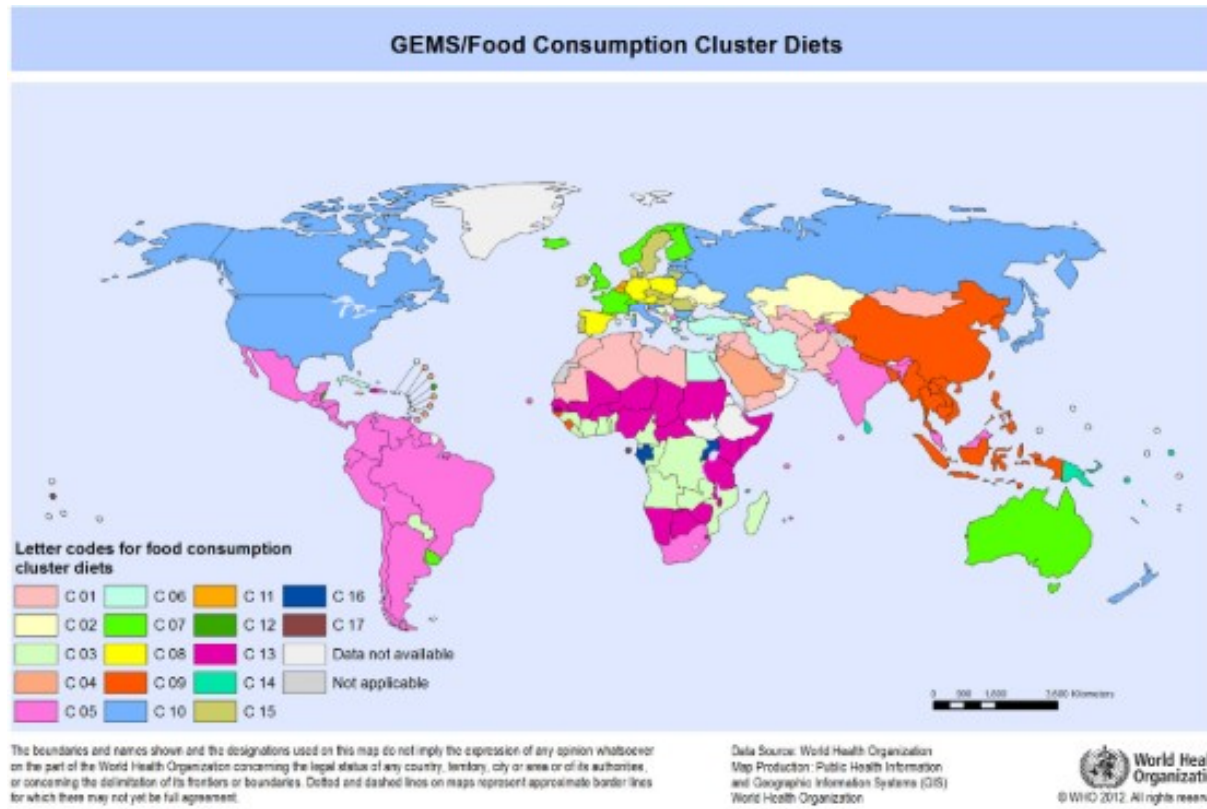 GEMS/Food Consumption Cluster Diets
Letter codes for food consumption
cluster diets
C 01 C 06 C 11 C 16
C 02 C 07 C 12 C 17
C 03 C 08 C 13 Data not available
C 04 C 09 C 14 Not applicable
C 05 C 10 C 15
Kilometers
The boundaries and names shown and the designations used on this map do not imply the expression of any opinion whatsoever
on the part of the World Health Organization concerning the legal status of any country, territory, city or area or of its authorities,
or concerning the delimitation of its frontiers or boundaries. Dotted and dashed lines on maps represent approximate border lines
for which there may not yet be full agreement.
Data Source: World Health Organization
Map Production: Public Health Information
and Geographic Information Systems (GIS)
World Health Organization
World Heal
Organizatio
© WHO 2012. All rights reserv